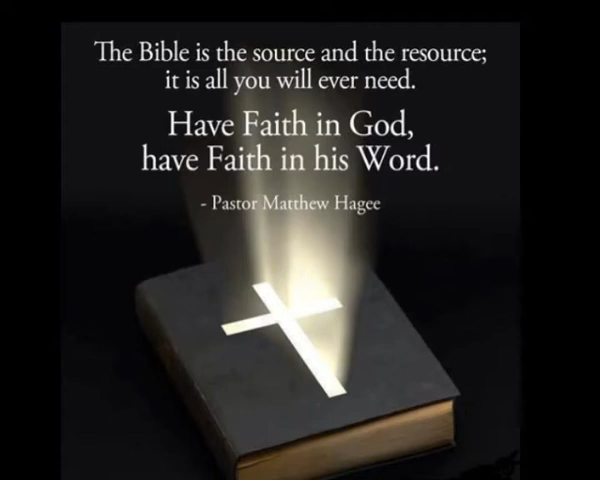 The Bible is the source and the resource;
it is all you will ever need.
Have Faith in God,
have Faith in his Word.
- Pastor Matthew Hagee